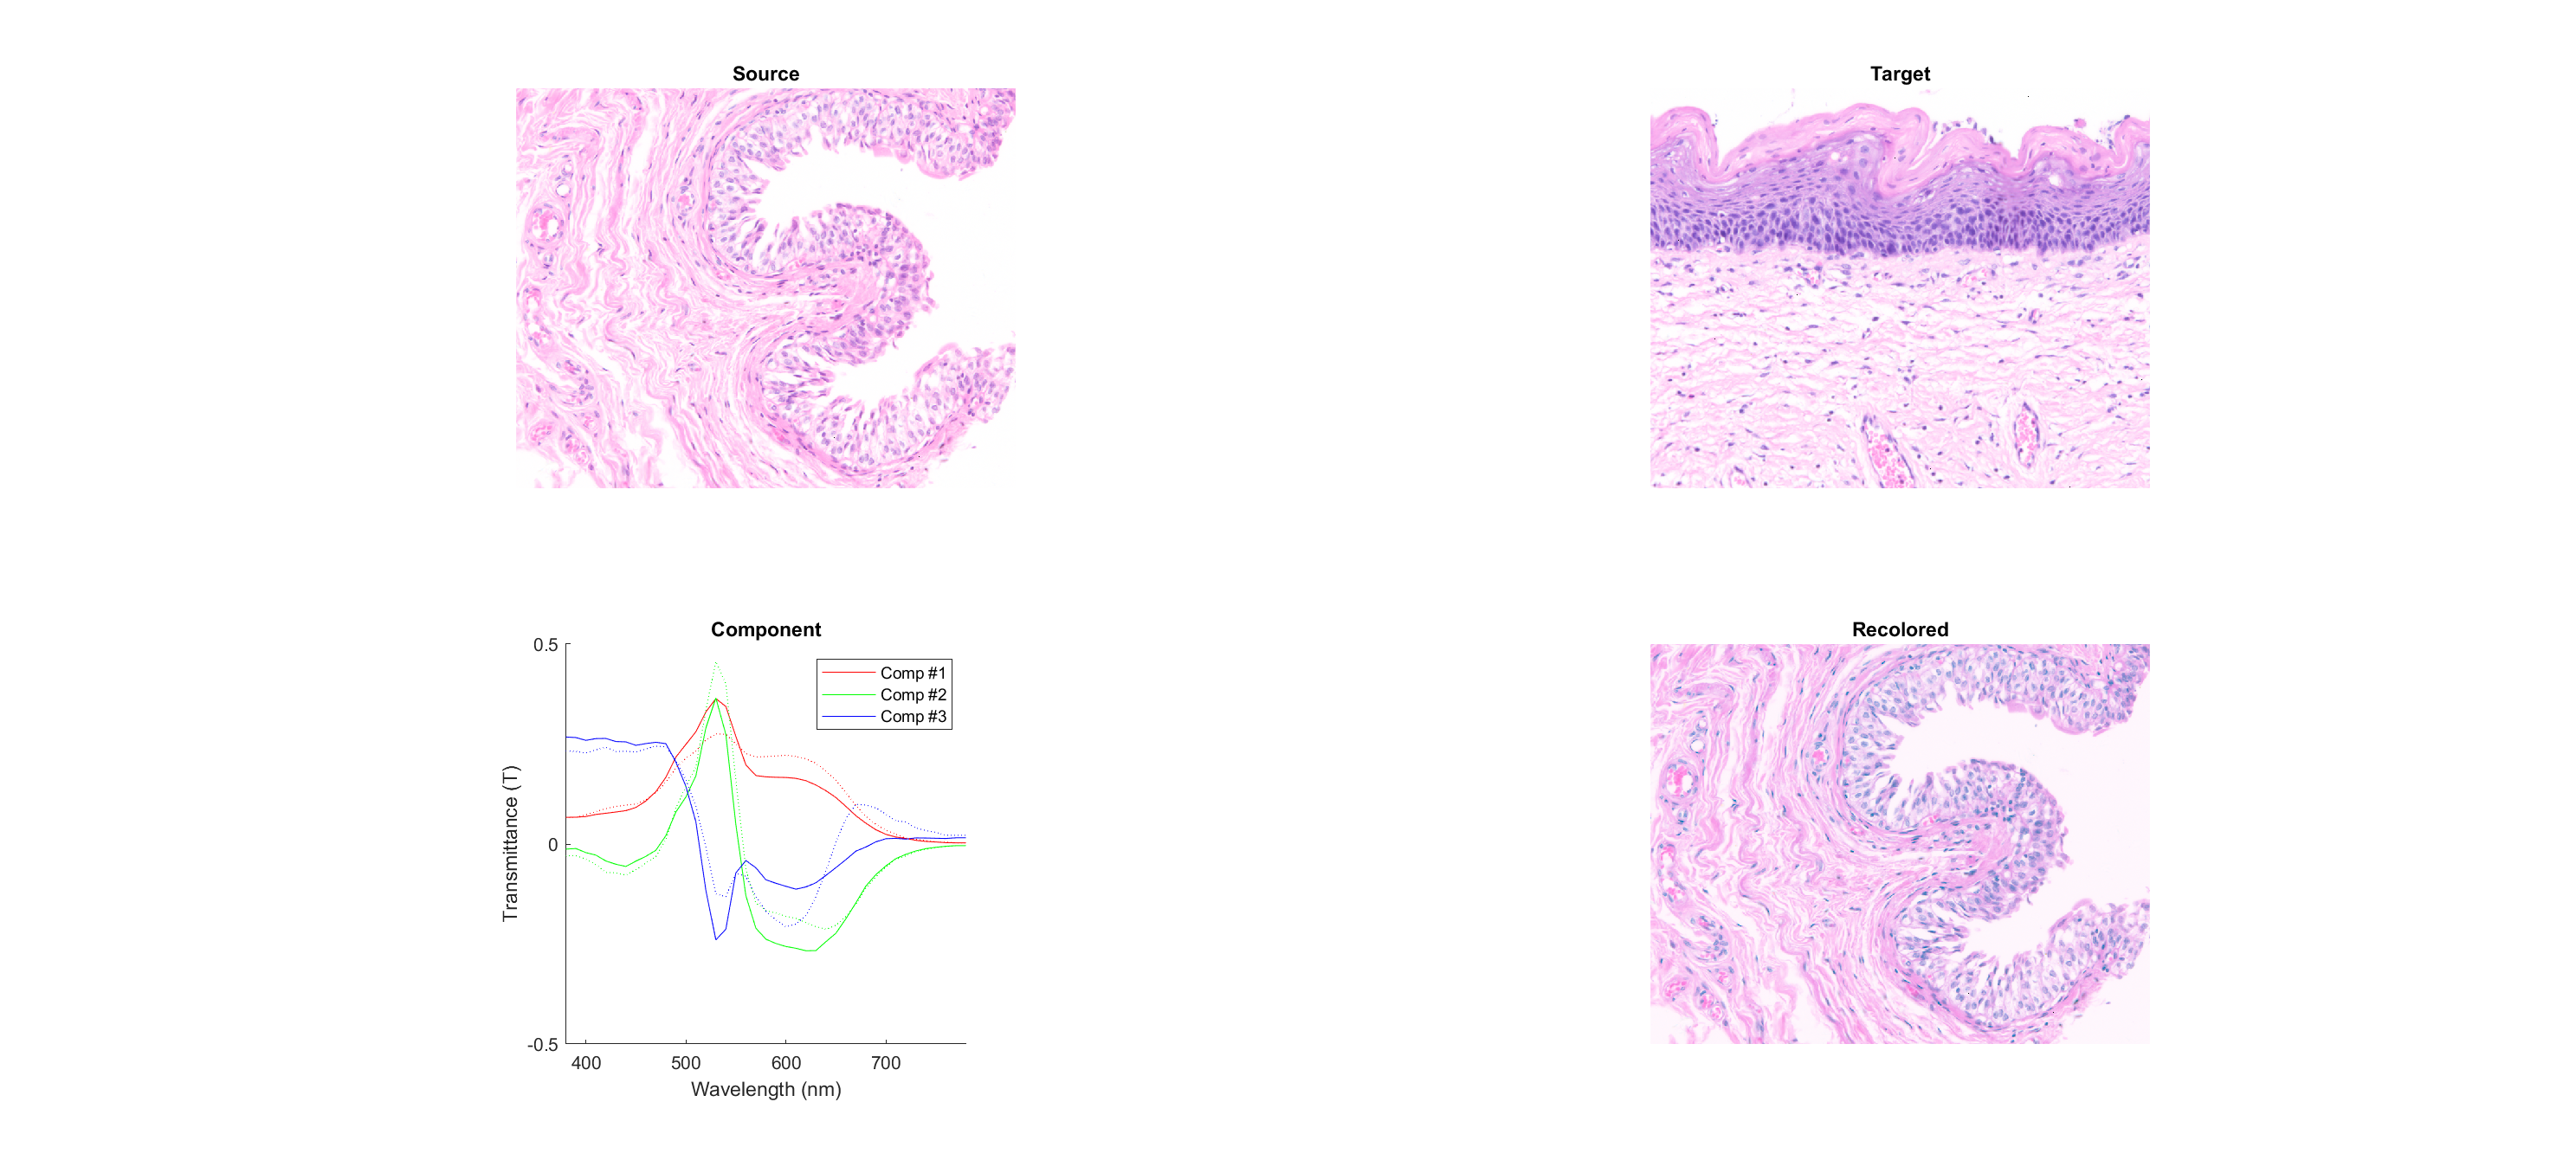 Source
Target
Component
0.5
0
-0.5
400 500 600 700
Transmittance (T)
Wavelength (nm)
Comp #1
Comp #2
Comp #3
Recolored